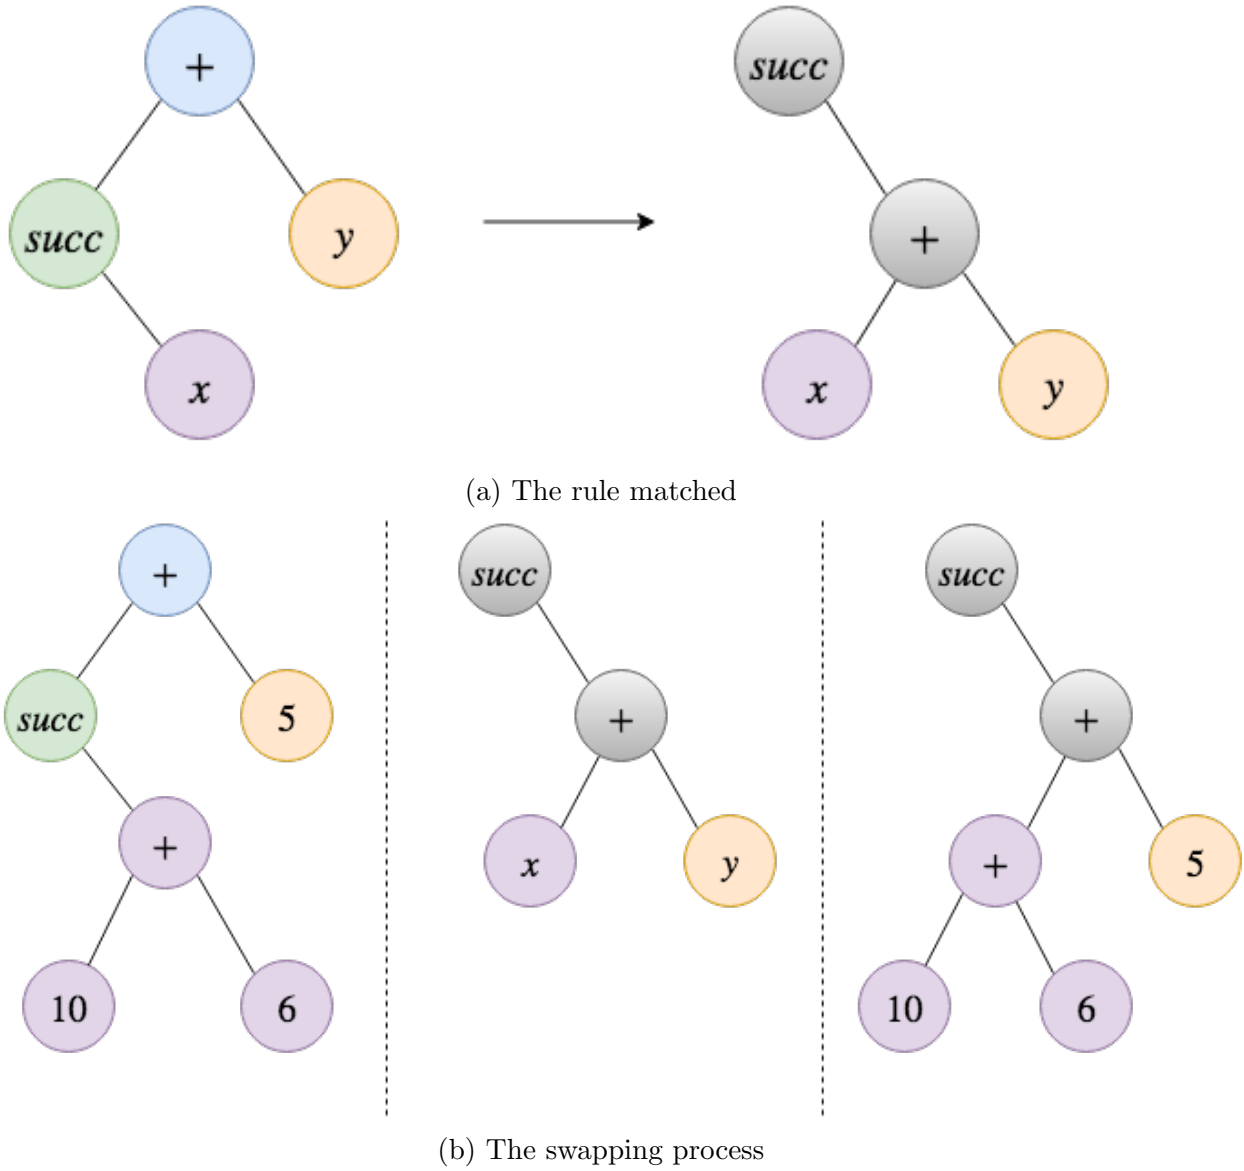 + succ
succ y +
x x y
(a) The rule matched
+ succ succ
succ 5 + +
+ x y + 5
10 6 10 6
(b) The swapping process